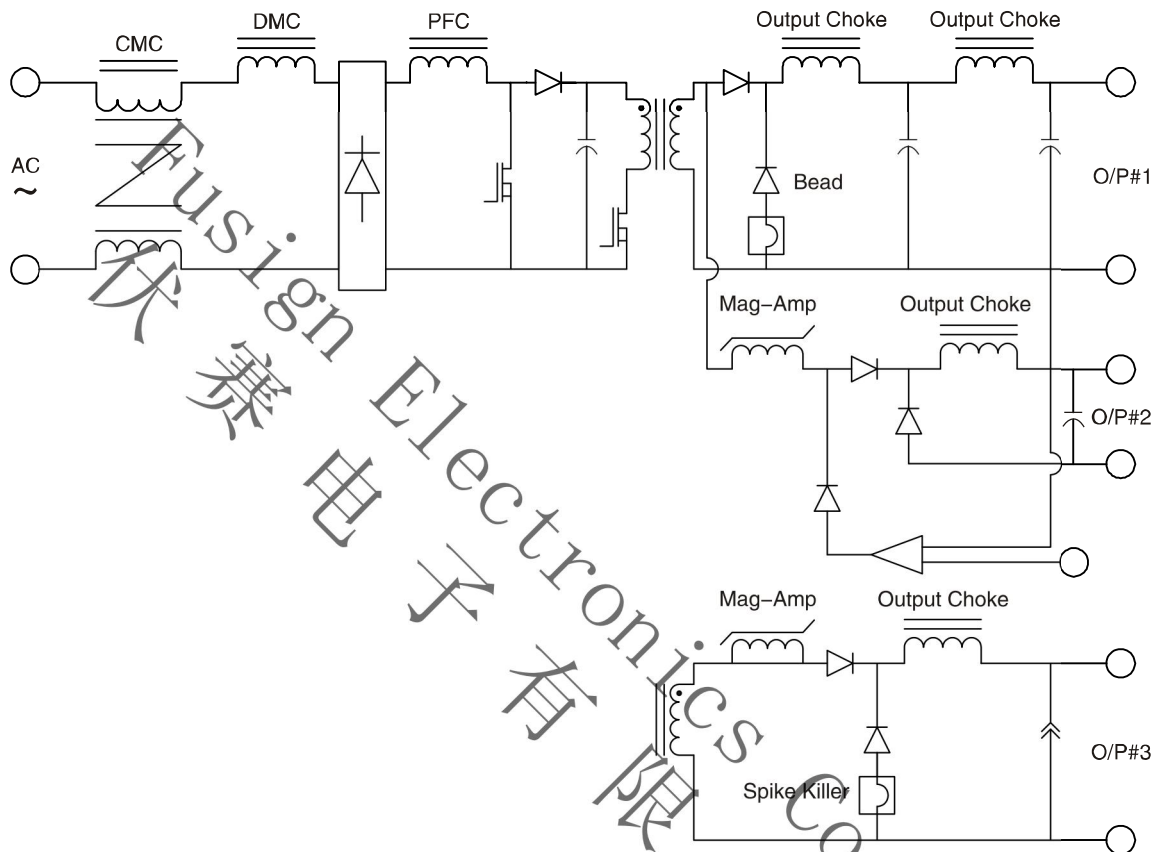 CMC
DMC
PFC
Output Choke
Output Choke
AC
~
Bead
O/P#1
Mag-Amp
Output Choke
O/P#2
Mag-Amp
Output Choke
Spike Killer
O/P#3
Fusign Electronics Co
伏赛电子有限